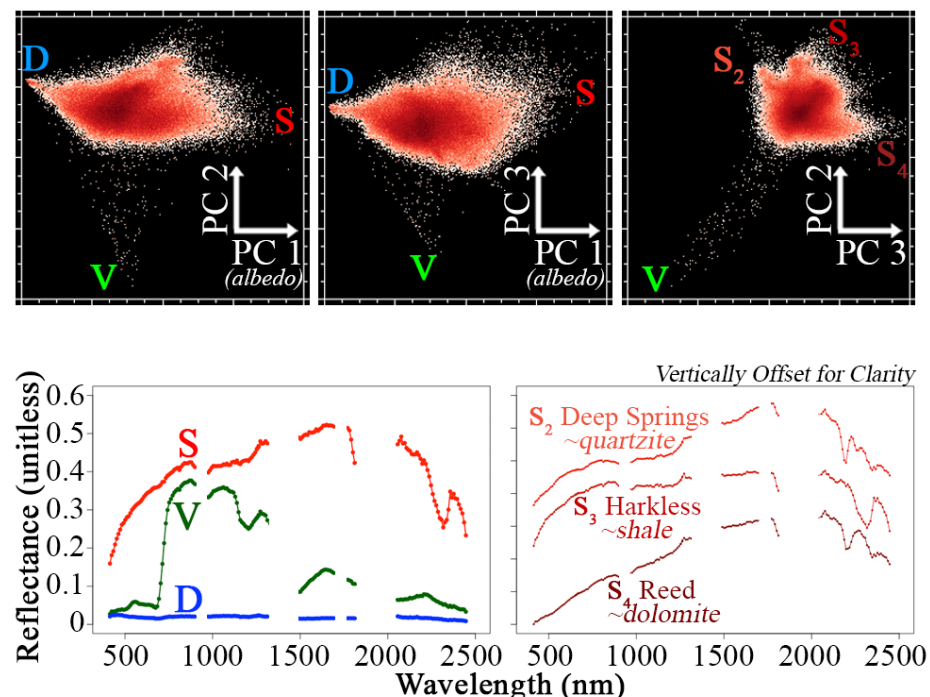 D
S
V
PC 2
PC 1
(albedo)
D
S
V
PC 3
PC 1
(albedo)
S2
S3
S4
V
PC 2
PC 3
Vertically Offset for Clarity
Reflectance (unitless)
0.6
0.5
0.4
0.3
0.2
0.1
0
S
V
D
S2 Deep Springs
~quartzite
S3 Harkless
~shale
S4 Reed
~dolomite
500 1000 1500 2000 2500
500 1000 1500 2000 2500
Wavelength (nm)